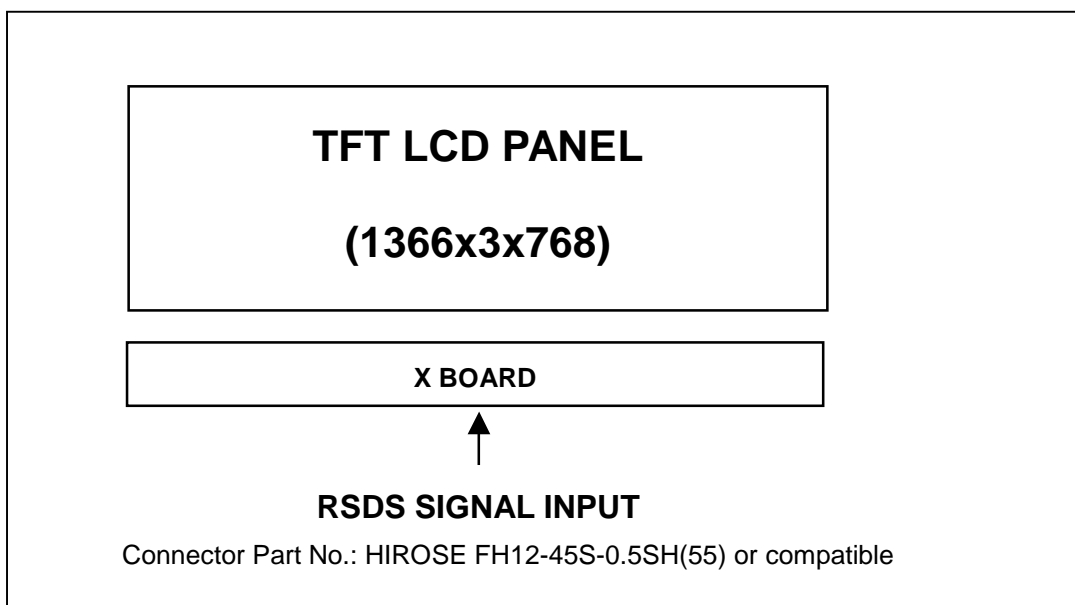 TFT LCD PANEL
(1366x3x768)
X BOARD
RSDS SIGNAL INPUT
Connector Part No.: HIROSE FH12-45S-0.5SH(55) or compatible